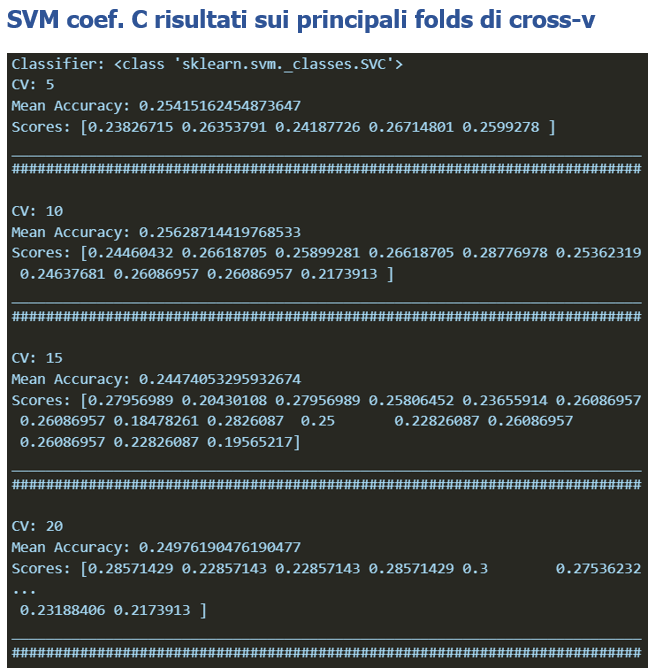 SVM coef. C risultati sui principali folds di cross-v
Classifier: <class 'sklearn.svm._classes.SVC'>
CV: 5
Mean Accuracy: 0.25415162454873647
Scores: [0.23826715 0.26353791 0.24187726 0.26714801 0.2599278 ]
________________________________________________________________________
########################################################################
CV: 10
Mean Accuracy: 0.25628714419768533
Scores: [0.24460432 0.26618705 0.25899281 0.26618705 0.28776978 0.25362319
0.24637681 0.26086957 0.26086957 0.2173913 ]
________________________________________________________________________
########################################################################
CV: 15
Mean Accuracy: 0.24474053295932674
Scores: [0.27956989 0.20430108 0.27956989 0.25806452 0.23655914 0.26086957
0.26086957 0.18478261 0.2826087  0.25       0.22826087 0.26086957
0.26086957 0.22826087 0.19565217]
________________________________________________________________________
########################################################################
CV: 20
Mean Accuracy: 0.24976190476190477
Scores: [0.28571429 0.22857143 0.22857143 0.28571429 0.3        0.27536232
...
0.23188406 0.2173913 ]
________________________________________________________________________
########################################################################